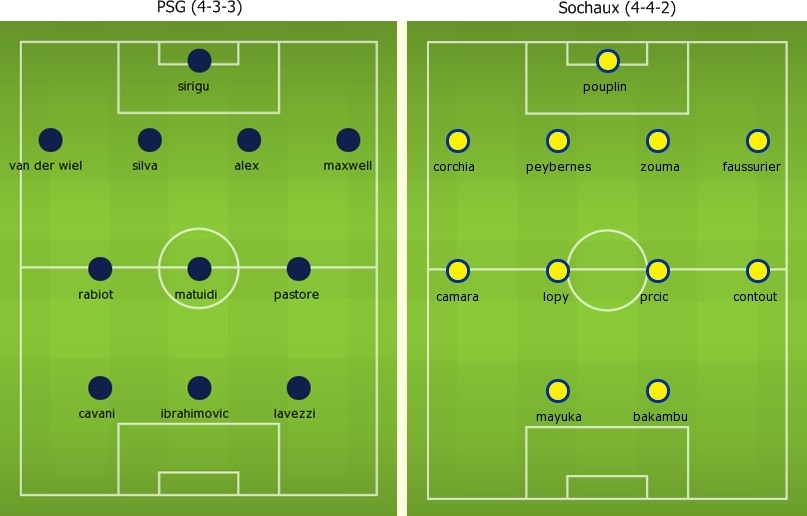 PSG (4-3-3)
sirigu
van der wiel silva alex maxwell
rabiot matuidi pastore
cavani ibrahimovic lavezzi
Sochaux (4-4-2)
pouplin
corchia peybernes zouma faussurier
camara lopy prcic contout
mayuka bakambu